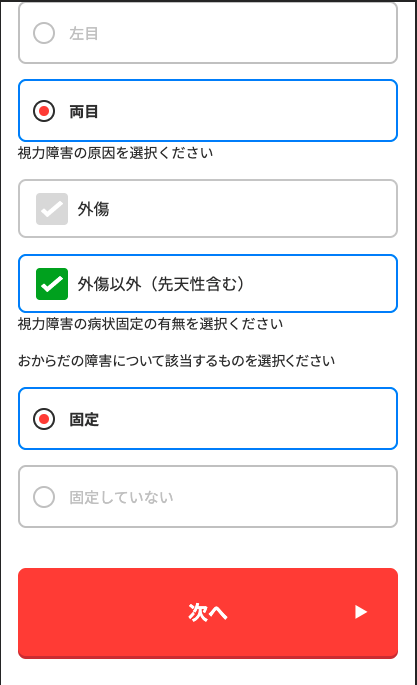 左目
両目
視力障害の原因を選択ください
外傷
外傷以外（先天性含む）
視力障害の病状固定の有無を選択ください
おからだの障害について該当するものを選択ください
固定
固定していない
次へ